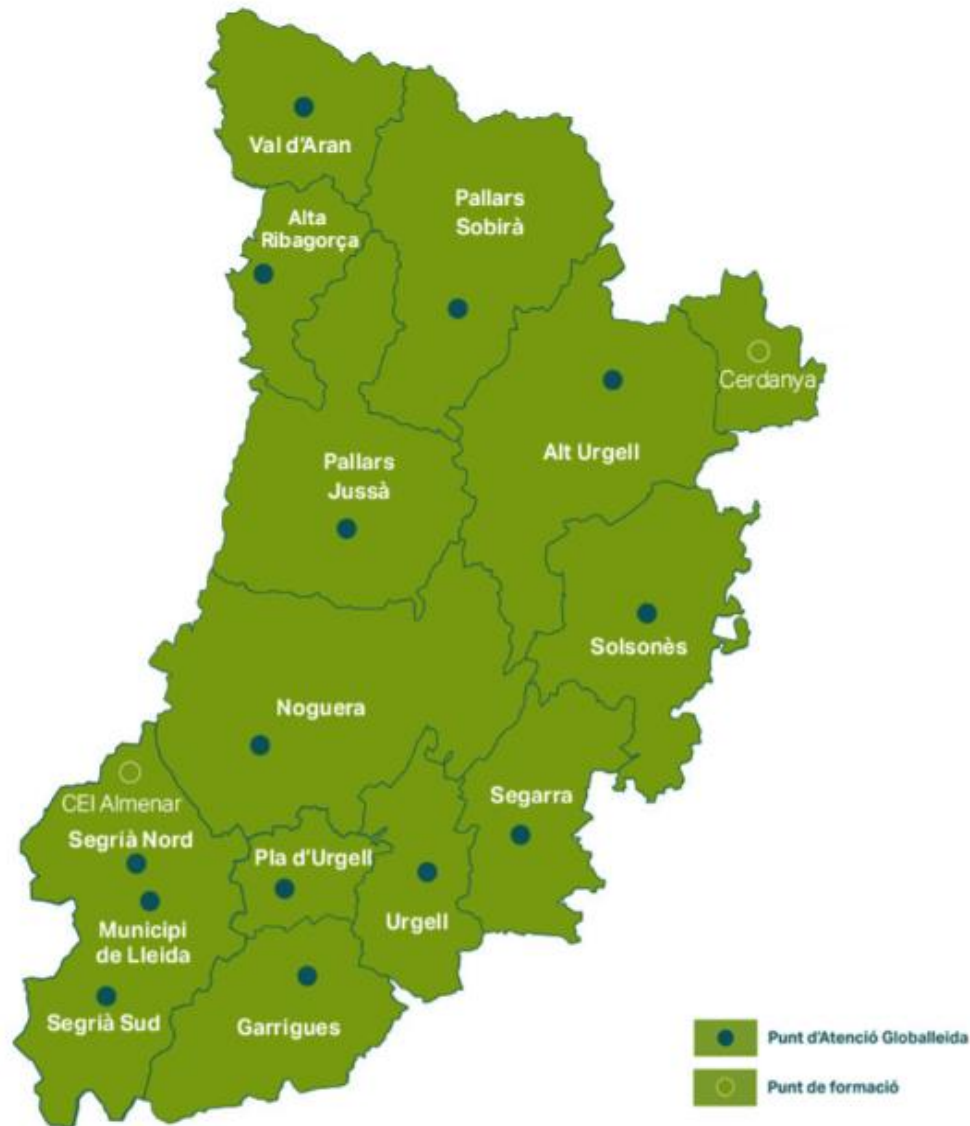 Val d'Aran
Alta
Ribagorça
Pallars
Sobirà
Cerdanya
Alt Urgell
Pallars
Jussà
Solsonès
Noguera
CEI Almenar
Segarra
Segrià Nord
Pla d'Urgell
Urgell
Municipi
de Lleida
Segrià Sud
Garrigues
Punt d'Atenció Globalleida
Punt de formació